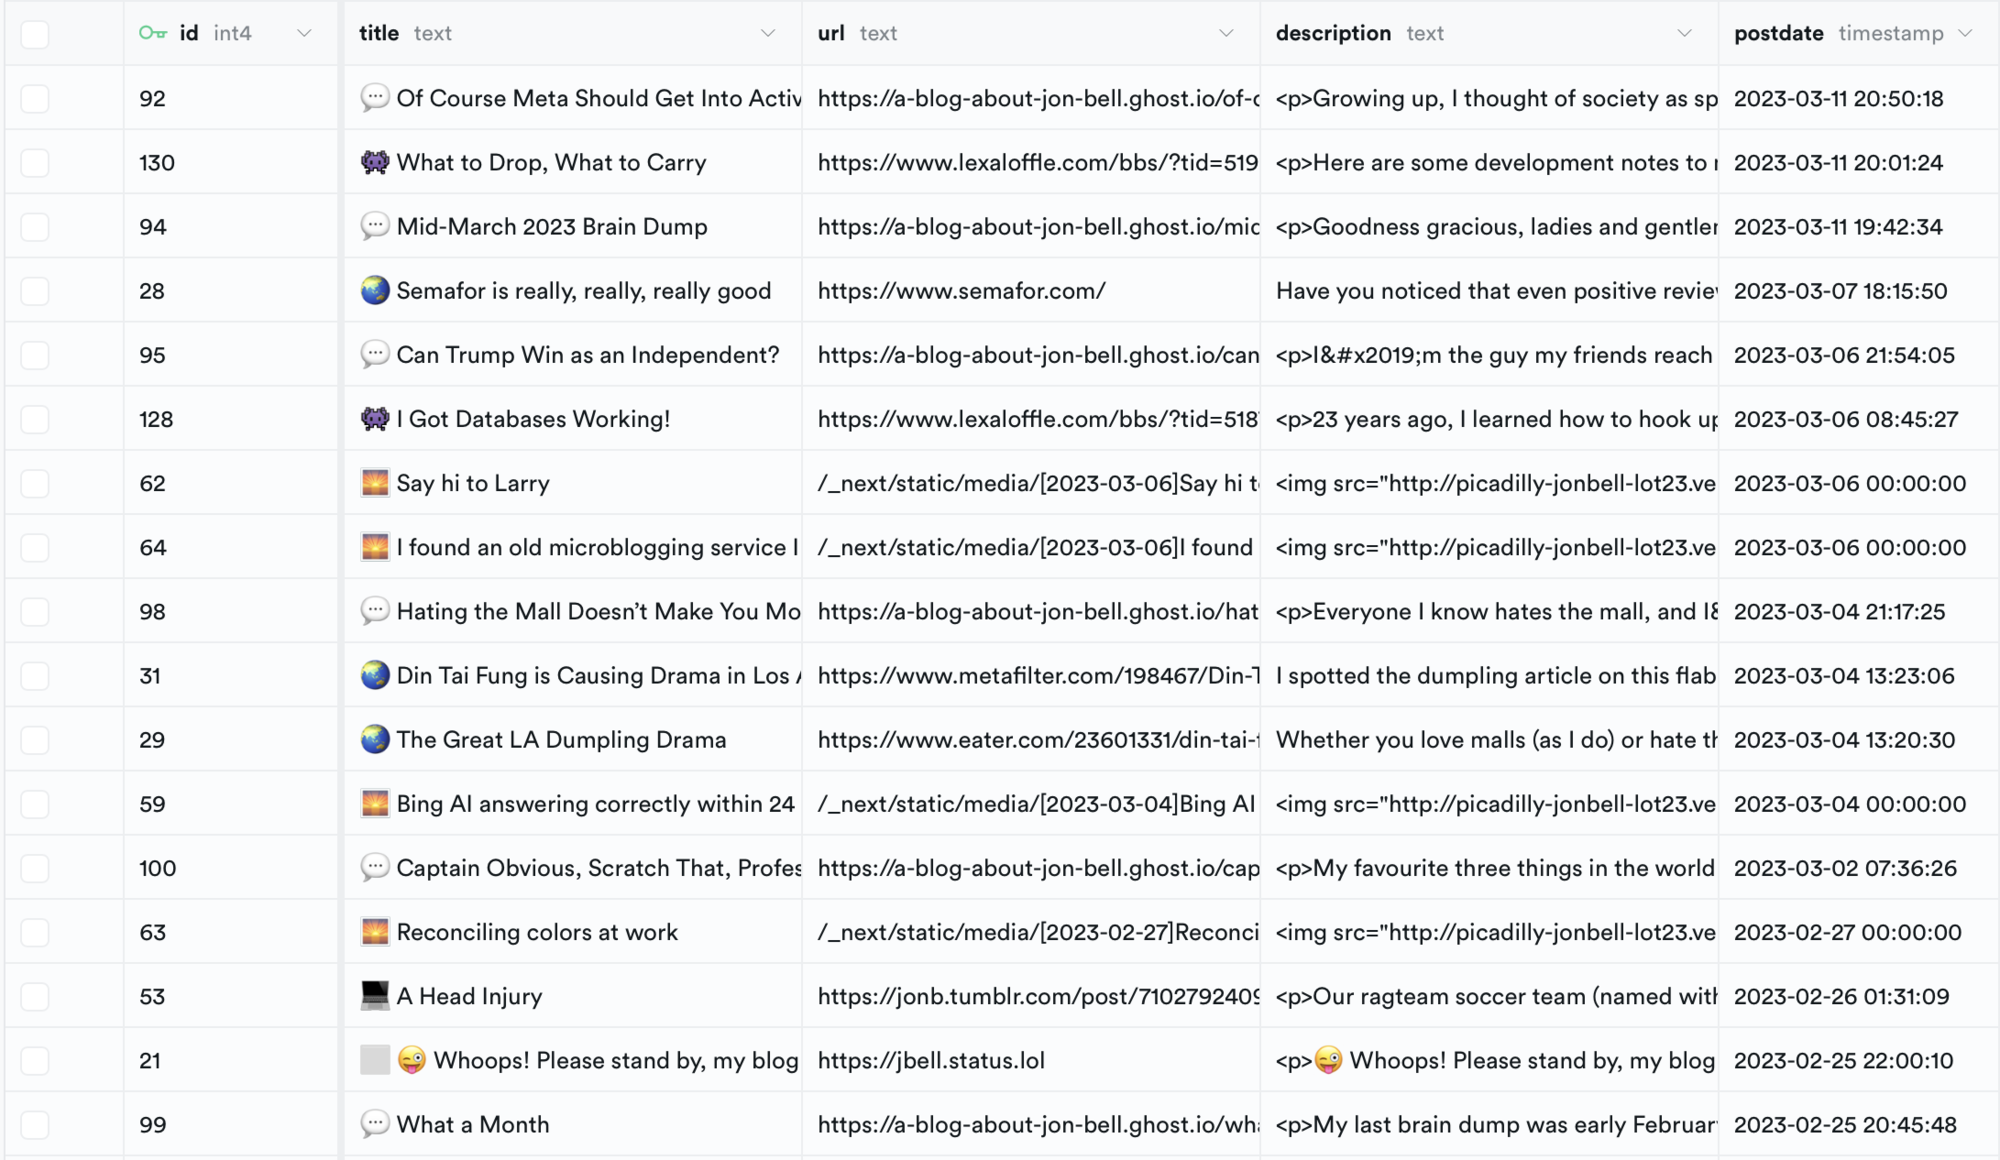 id int4 title text url text description text postdate timestamp
92 💬 Of Course Meta Should Get Into Activ https://a-blog-about-jon-bell.ghost.io/of-c <p>Growing up, I thought of society as sp 2023-03-11 20:50:18
130 👾 What to Drop, What to Carry https://www.lexaloffle.com/bbs/?tid=519 <p>Here are some development notes to r 2023-03-11 20:01:24
94 💬 Mid-March 2023 Brain Dump https://a-blog-about-jon-bell.ghost.io/mid <p>Goodness gracious, ladies and gentler 2023-03-11 19:42:34
28 🌏 Semafor is really, really, really good https://www.semafor.com/ Have you noticed that even positive review 2023-03-07 18:15:50
95 💬 Can Trump Win as an Independent? https://a-blog-about-jon-bell.ghost.io/can <p>I&#x2019;m the guy my friends reach 2023-03-06 21:54:05
128 👾 I Got Databases Working! https://www.lexaloffle.com/bbs/?tid=518 <p>23 years ago, I learned how to hook up 2023-03-06 08:45:27
62 🌅 Say hi to Larry /_next/static/media/[2023-03-06]Say hi t <img src="http://picadilly-jonbell-lot23.ve 2023-03-06 00:00:00
64 🌅 I found an old microblogging service I /_next/static/media/[2023-03-06]I found <img src="http://picadilly-jonbell-lot23.ve 2023-03-06 00:00:00
98 💬 Hating the Mall Doesn’t Make You Mo https://a-blog-about-jon-bell.ghost.io/hat <p>Everyone I know hates the mall, and I& 2023-03-04 21:17:25
31 🌏 Din Tai Fung is Causing Drama in Los A https://www.metafilter.com/198467/Din-T I spotted the dumpling article on this flab 2023-03-04 13:23:06
29 🌏 The Great LA Dumpling Drama https://www.eater.com/23601331/din-tai-f Whether you love malls (as I do) or hate th 2023-03-04 13:20:30
59 🌅 Bing AI answering correctly within 24 /_next/static/media/[2023-03-04]Bing AI <img src="http://picadilly-jonbell-lot23.ve 2023-03-04 00:00:00
100 💬 Captain Obvious, Scratch That, Profes https://a-blog-about-jon-bell.ghost.io/cap <p>My favourite three things in the world 2023-03-02 07:36:26
63 🌅 Reconciling colors at work /_next/static/media/[2023-02-27]Reconci <img src="http://picadilly-jonbell-lot23.ve 2023-02-27 00:00:00
53 💻 A Head Injury https://jonb.tumblr.com/post/7102792409 <p>Our ragteam soccer team (named with 2023-02-26 01:31:09
21 ⬜ 😜 Whoops! Please stand by, my blog https://jbell.status.lol <p>😜 Whoops! Please stand by, my blog 2023-02-25 22:00:10
99 💬 What a Month https://a-blog-about-jon-bell.ghost.io/wha <p>My last brain dump was early Februar 2023-02-25 20:45:48